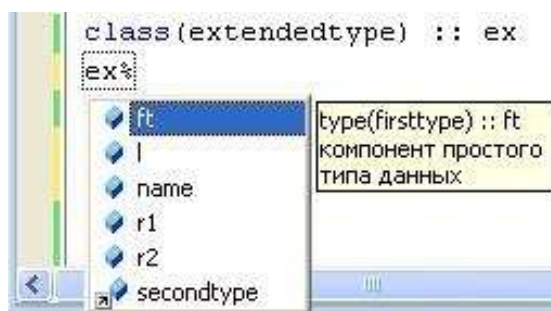 class(extendedtype) :: ex
ex%
ft
l
name
r1
r2
secondtype
type(firsttype) :: ft
компонент простого
типа данных